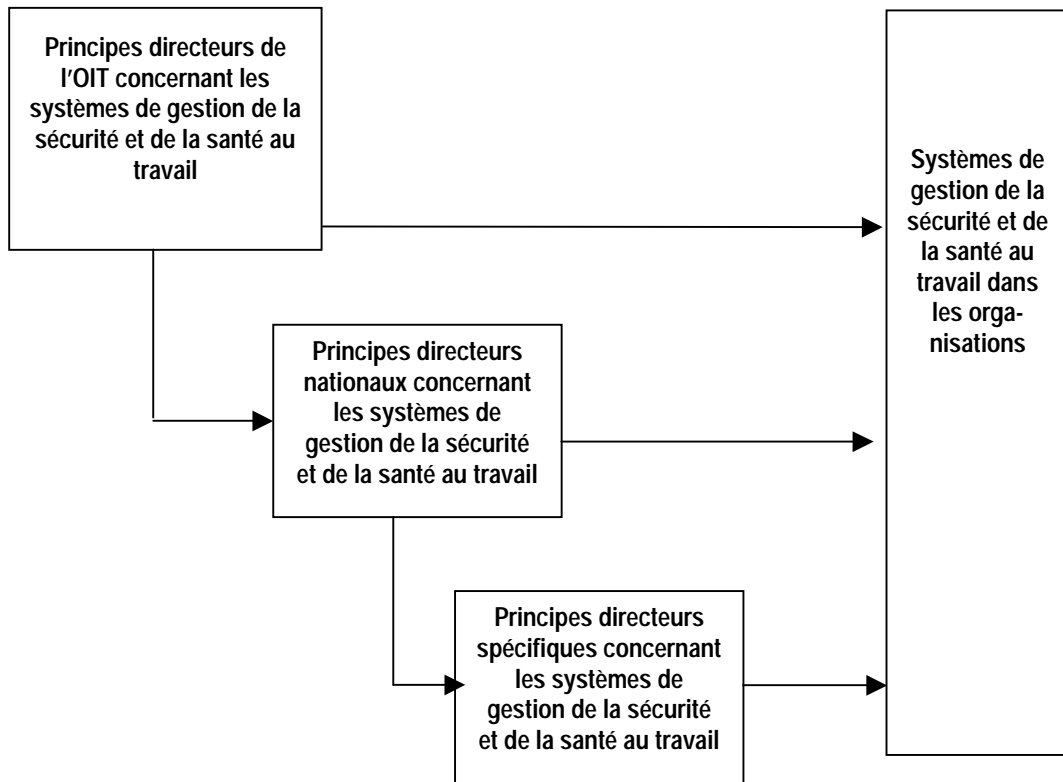 Principes directeurs de
l'OIT concernant les
systèmes de gestion de la
sécurité et de la santé au
travail
Systèmes de
gestion de la
sécurité et de
la santé au
travail dans
les orga-
nisations
Principes directeurs
nationaux concernant
les systèmes de
gestion de la sécurité
et de la santé au travail
Principes directeurs
spécifiques concernant
les systèmes de
gestion de la sécurité
et de la santé au travail